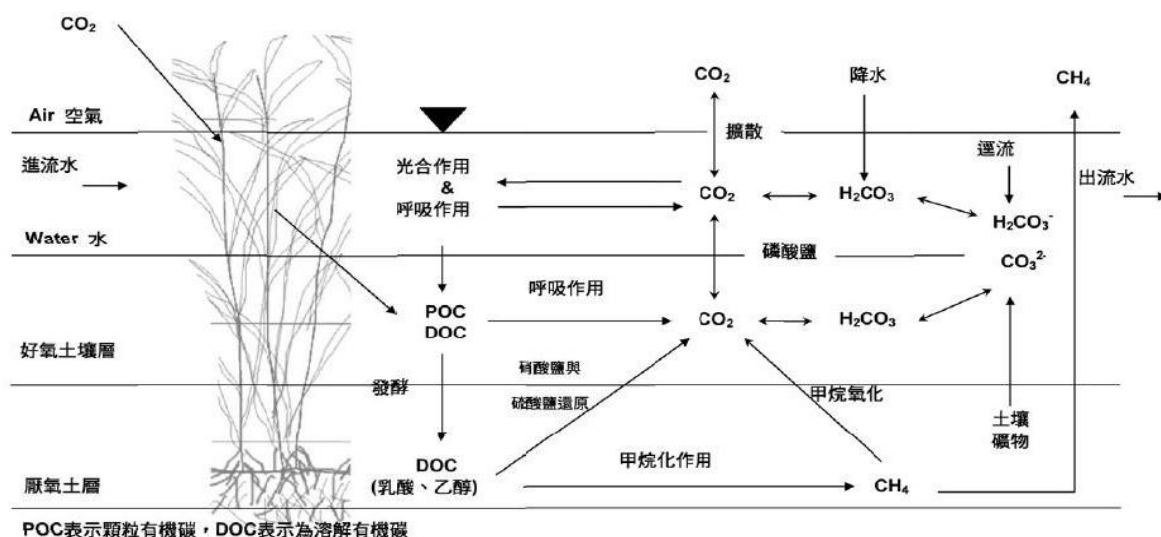 CO₂
CO₂
降水
CH₄
Air 空氣
擴散
進流水
光合作用
&
呼吸作用
CO₂
H₂CO₃
逕流
出流水
H₂CO₃⁻
Water 水
磷酸鹽
CO₃²⁻
呼吸作用
POC
DOC
CO₂
H₂CO₃
好氧土壤層
發酵
硝酸鹽與
硫酸鹽還原
甲烷氧化
土壤
礦物
甲烷化作用
DOC
(乳酸、乙醇)
CH₄
厭氧土層
POC表示顆粒有機碳，DOC表示為溶解有機碳